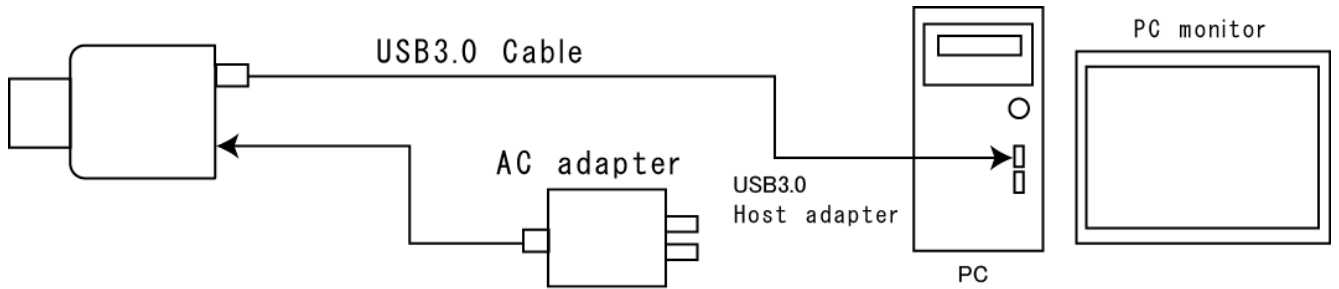 PC monitor
USB3.0 Cable
AC adapter
USB3.0
Host adapter
PC